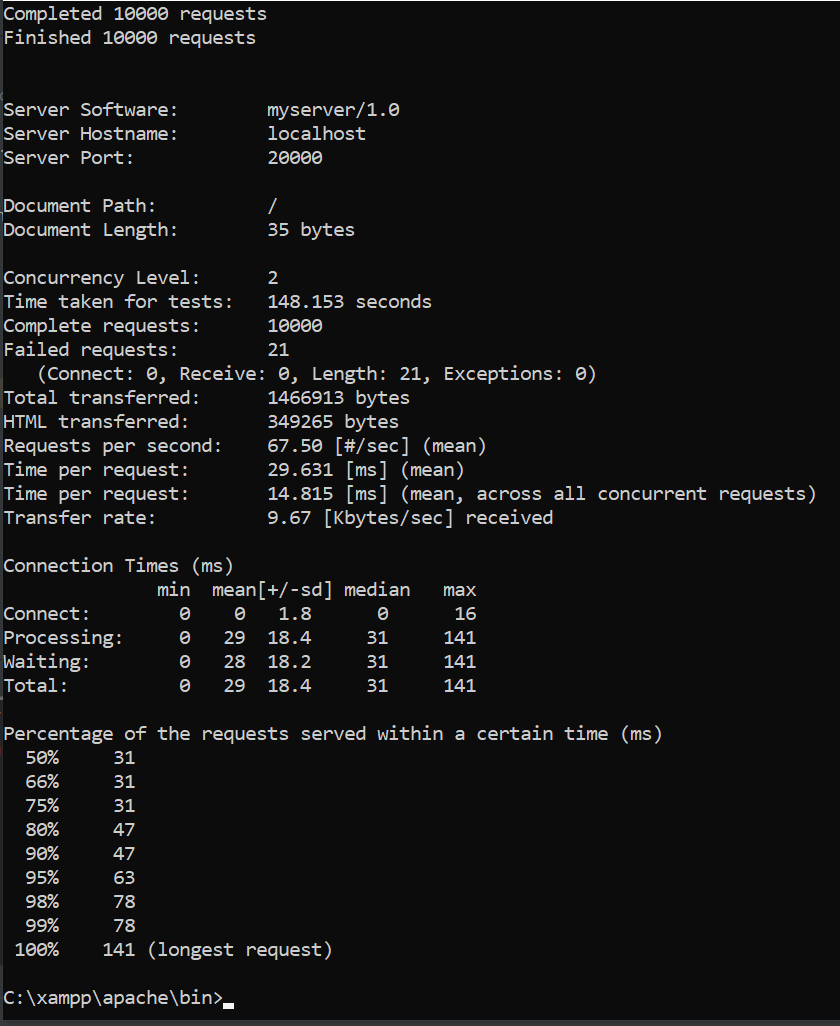 Completed 10000 requests
Finished 10000 requests
Server Software: myserver/1.0
Server Hostname: localhost
Server Port: 20000
Document Path: /
Document Length: 35 bytes
Concurrency Level: 2
Time taken for tests: 148.153 seconds
Complete requests: 10000
Failed requests: 21
(Connect: 0, Receive: 0, Length: 21, Exceptions: 0)
Total transferred: 1466913 bytes
HTML transferred: 349265 bytes
Requests per second: 67.50 [#/sec] (mean)
Time per request: 29.631 [ms] (mean)
Time per request: 14.815 [ms] (mean, across all concurrent requests)
Transfer rate: 9.67 [Kbytes/sec] received
Connection Times (ms)
min mean[+/-sd] median max
Connect: 0 0 1.8 0 16
Processing: 0 29 18.4 31 141
Waiting: 0 28 18.2 31 141
Total: 0 29 18.4 31 141
Percentage of the requests served within a certain time (ms)
50% 31
66% 31
75% 31
80% 47
90% 47
95% 63
98% 78
99% 78
100% 141 (longest request)
C:\xampp\apache\bin>